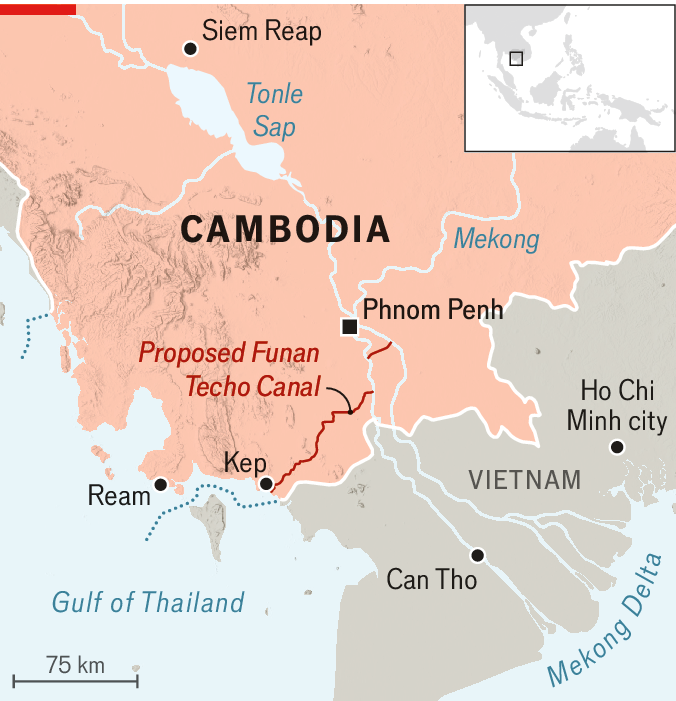 Siem Reap
Tonle
Sap
CAMBODIA
Mekong
Phnom Penh
Proposed Funan
Techo Canal
Ho Chi
Minh city
Kep
Ream
VIETNAM
Can Tho
Gulf of Thailand
Mekong Delta
75 km